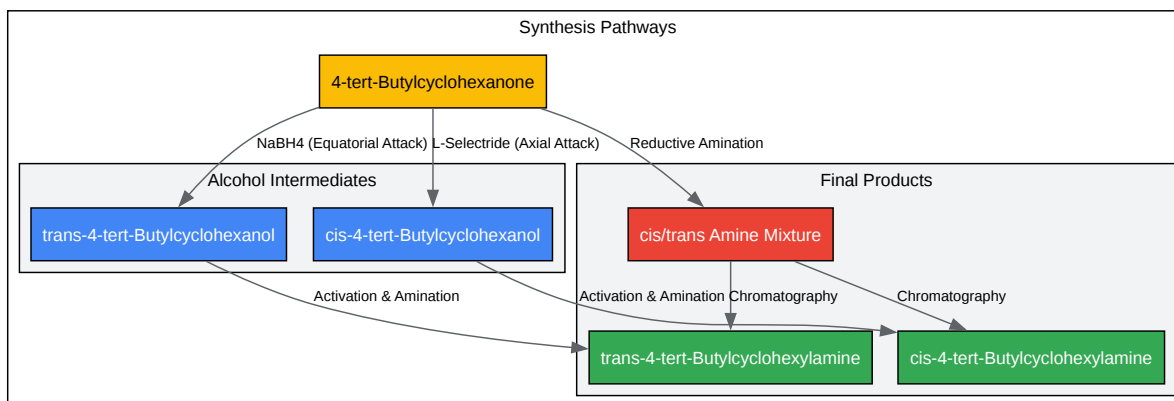 Synthesis Pathways
4-tert-Butylcyclohexanone
NaBH4 (Equatorial Attack)
L-Selectride (Axial Attack)
Reductive Amination
Alcohol Intermediates
Final Products
trans-4-tert-Butylcyclohexanol
cis-4-tert-Butylcyclohexanol
cis/trans Amine Mixture
Activation & Amination
Activation & Amination
Chromatography
Chromatography
trans-4-tert-Butylcyclohexylamine
cis-4-tert-Butylcyclohexylamine